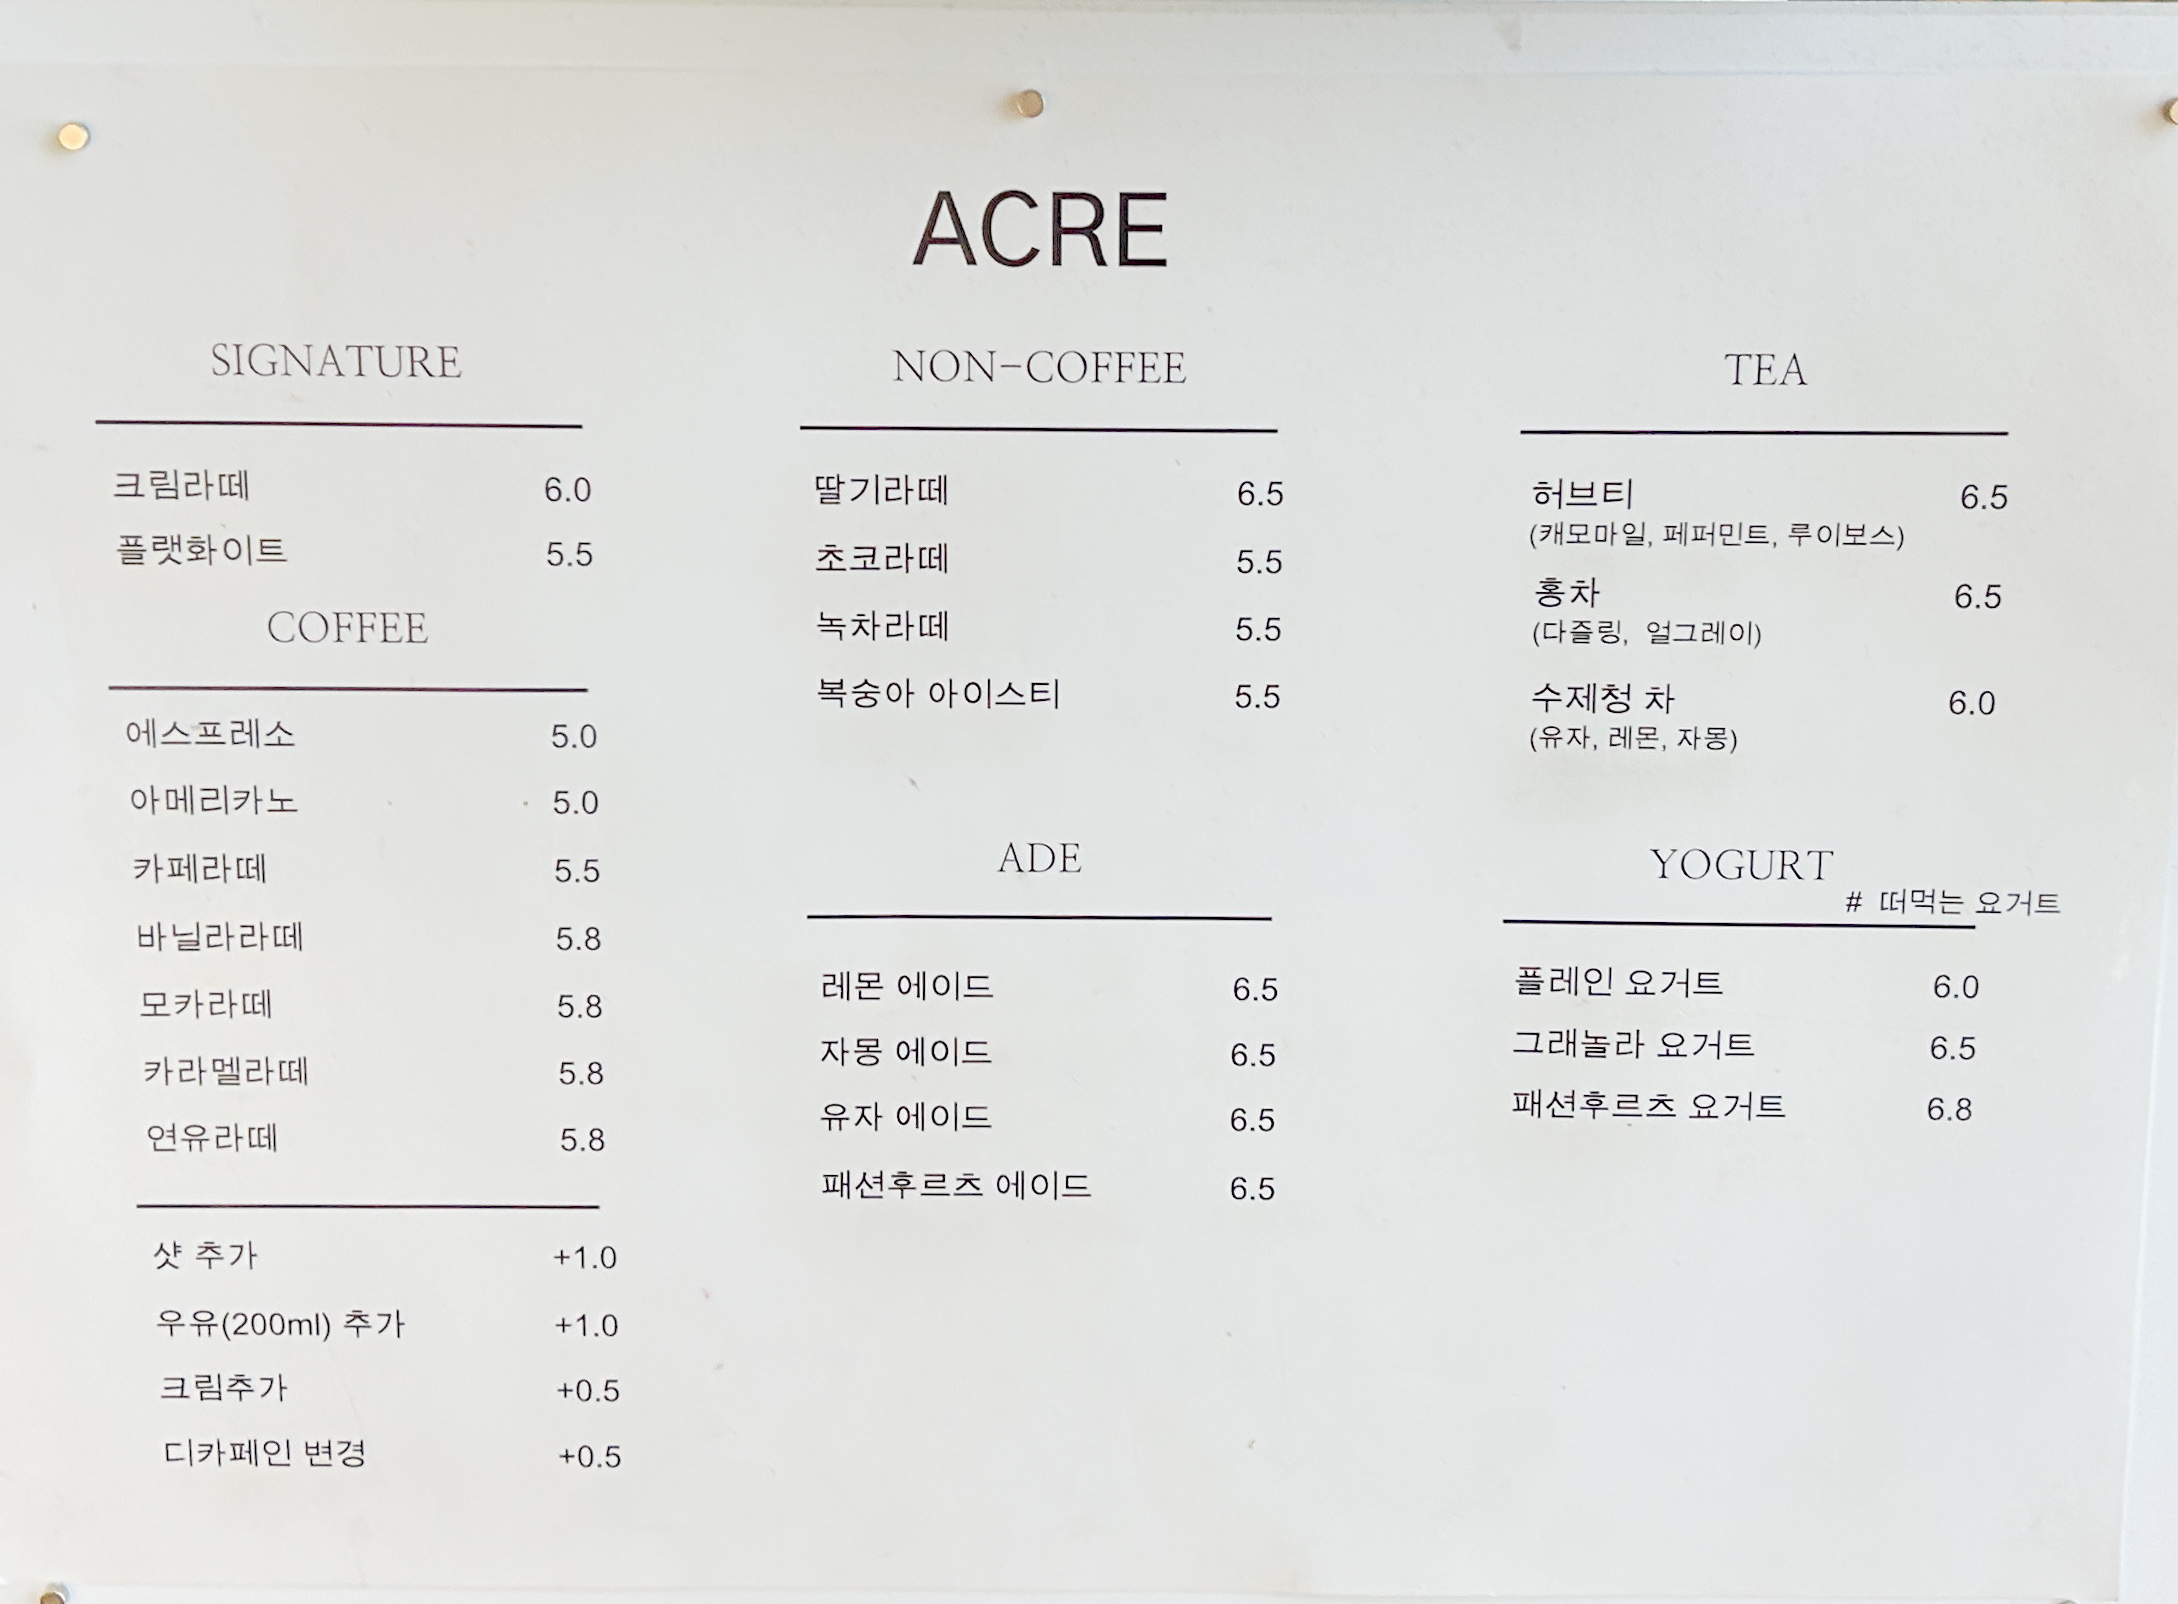 ACRE
SIGNATURE
크림라떼 6.0
플랫화이트 5.5
COFFEE
에스프레소 5.0
아메리카노 5.0
카페라떼 5.5
바닐라라떼 5.8
모카라떼 5.8
카라멜라떼 5.8
연유라떼 5.8
샷 추가 +1.0
우유(200ml) 추가 +1.0
크림추가 +0.5
디카페인 변경 +0.5
NON-COFFEE
딸기라떼 6.5
초코라떼 5.5
녹차라떼 5.5
복숭아 아이스티 5.5
ADE
레몬 에이드 6.5
자몽 에이드 6.5
유자 에이드 6.5
패션후르츠 에이드 6.5
TEA
허브티 6.5
(캐모마일, 페퍼민트, 루이보스)
홍차 6.5
(다즐링, 얼그레이)
수제청 차 6.0
(유자, 레몬, 자몽)
YOGURT
# 떠먹는 요거트
플레인 요거트 6.0
그래놀라 요거트 6.5
패션후르츠 요거트 6.8